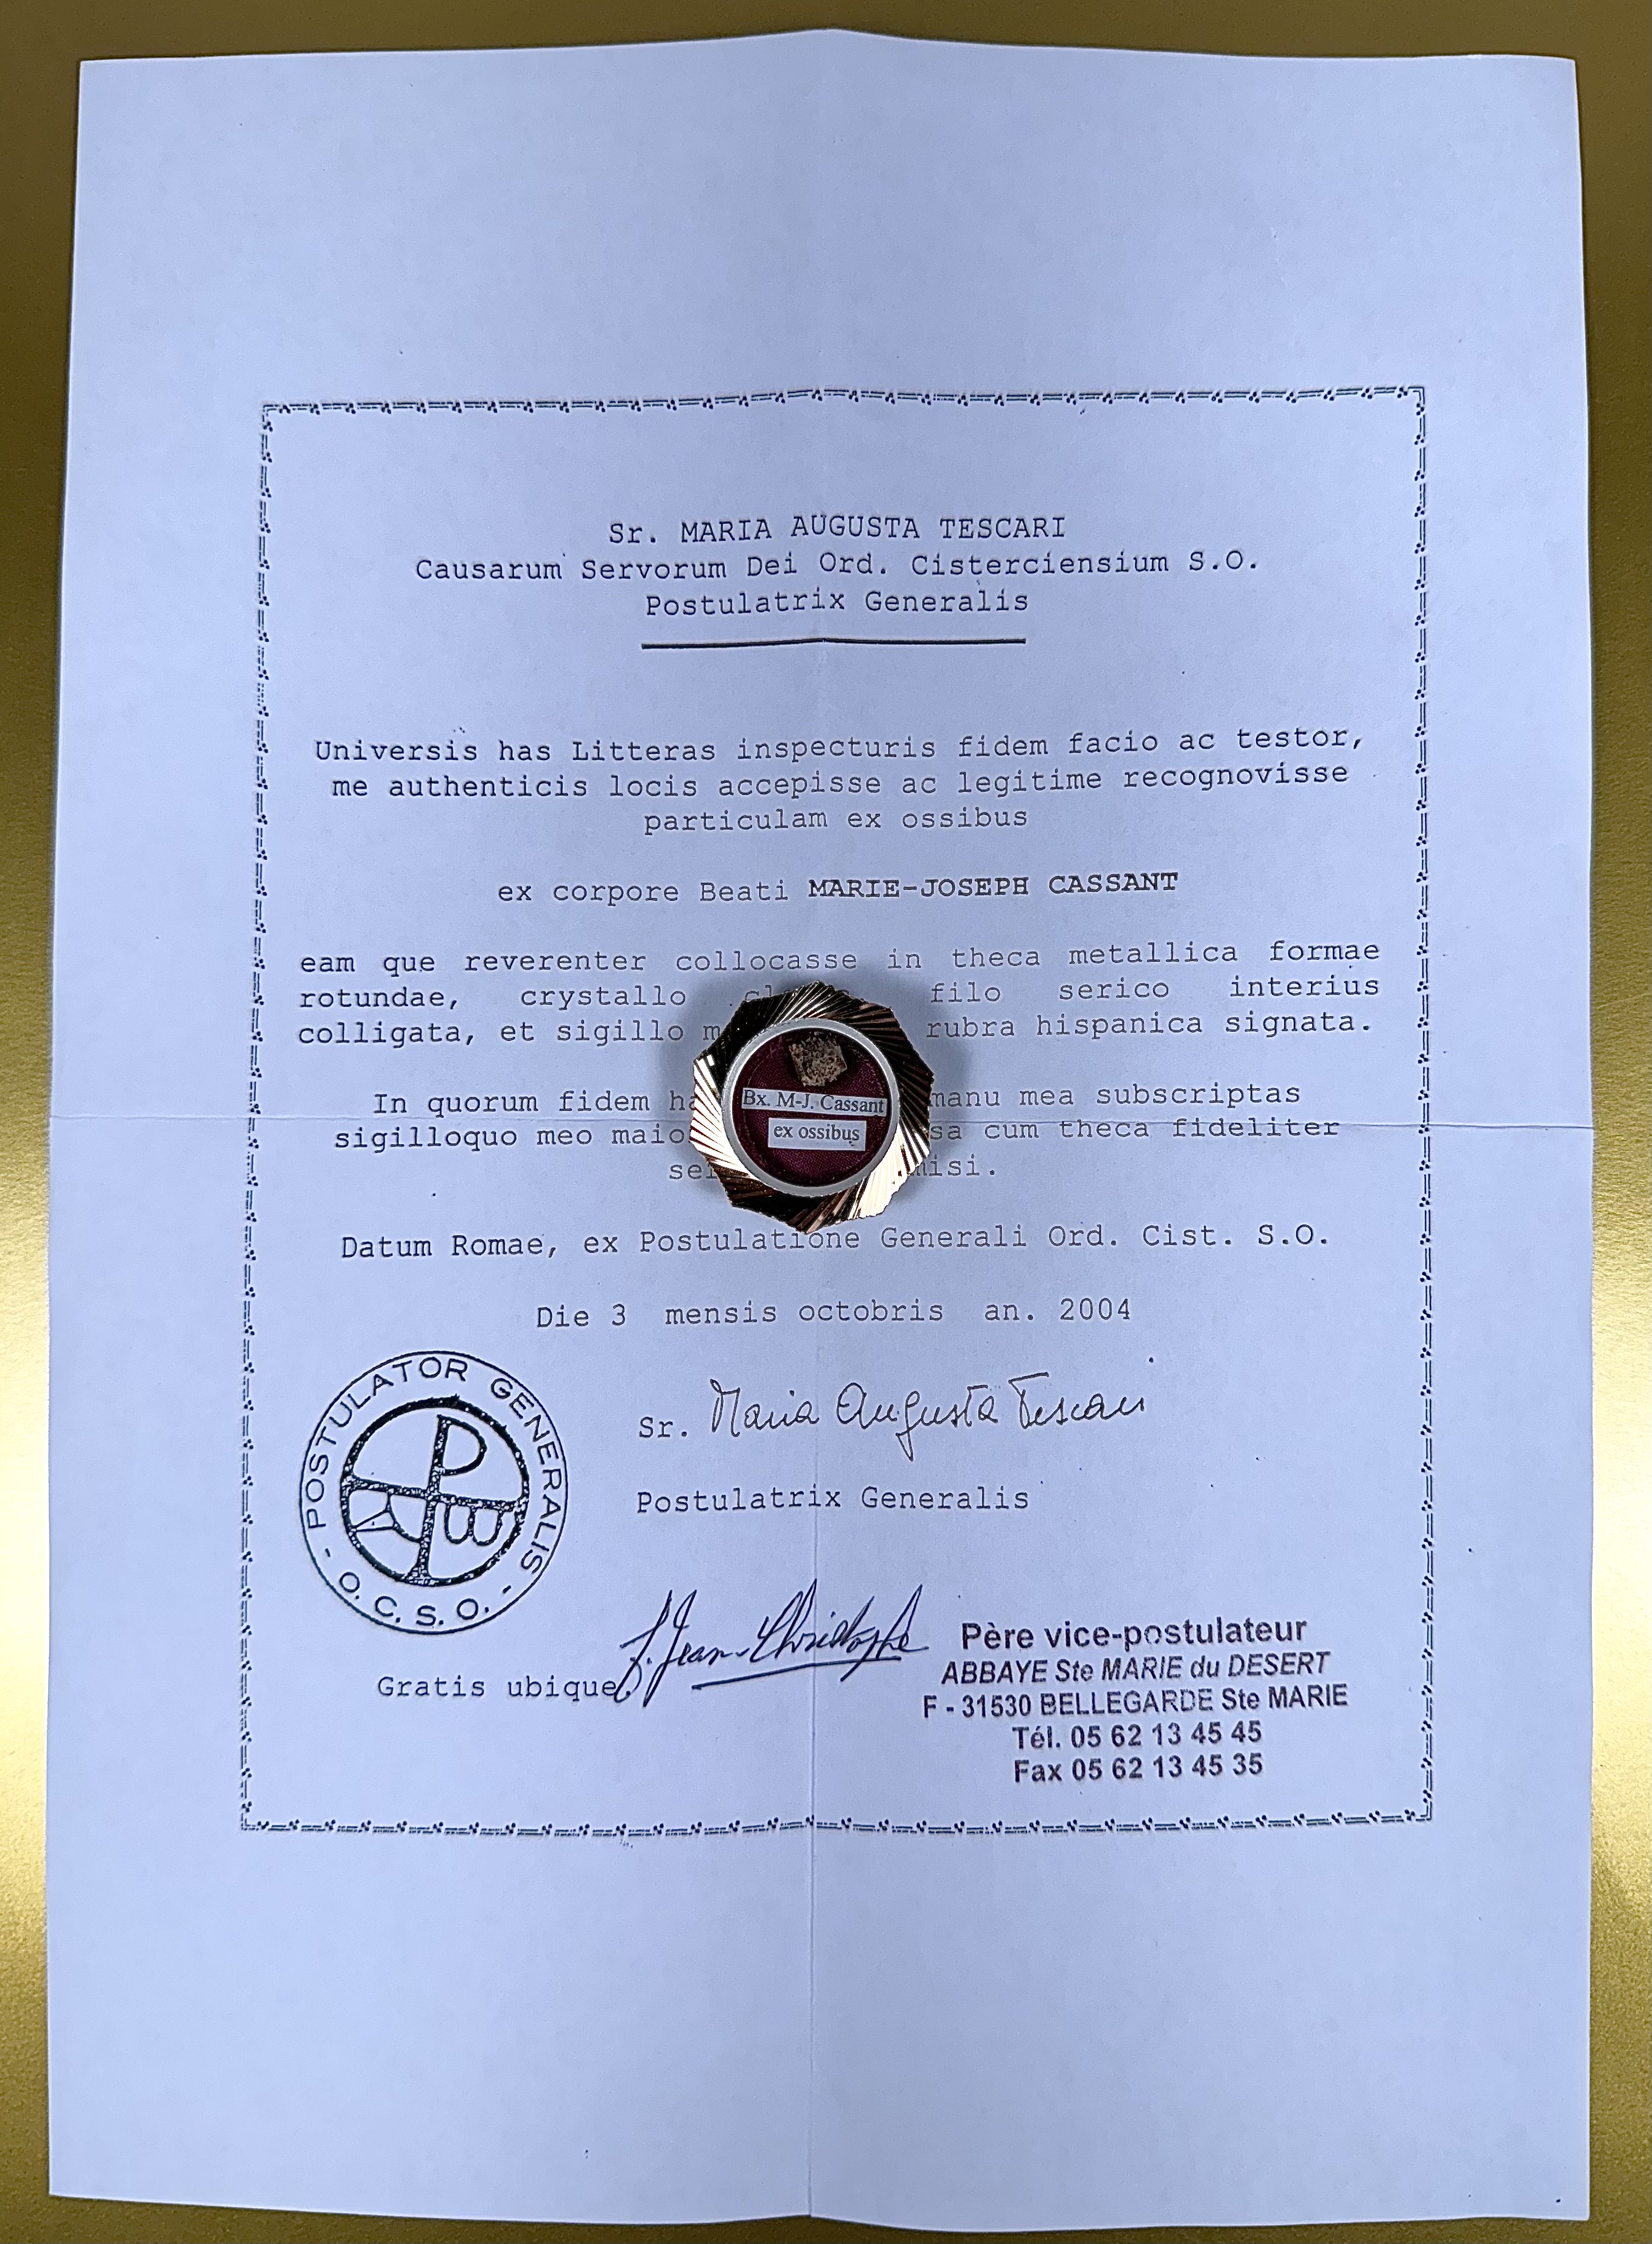 Sr. MARIA AUGUSTA TESCARI
Causarum Servorum Dei Ord. Cisterciensium S.O.
Postulatrix Generalis
Universis has Litteras inspecturis fidem facio ac testor,
me authenticis locis accepisse ac legitime recognovisse
particulam ex ossibus
ex corpore Beati MARIE-JOSEPH CASSANT
eam que reverenter collocasse in theca metallica formae
rotundae, crystallo filo serico interius
colligata, et sigillo rubra hispanica signata.
In quorum fidem manu mea subscriptas
sigilloquo meo cum theca fideliter
Bx. M-J. Cassant
ex ossibus
Datum Romae, ex Postulatione Generali Ord. Cist. S.O.
Die 3 mensis octobris an. 2004
POSTULATOR GENERALIS
- O.C.S.O. -
Sr. Maria Augusta Tescari
Postulatrix Generalis
f. Jean-Christophe
Gratis ubique.
Père vice-postulateur
ABBAYE Ste MARIE du DESERT
F - 31530 BELLEGARDE Ste MARIE
Tél. 05 62 13 45 45
Fax 05 62 13 45 35